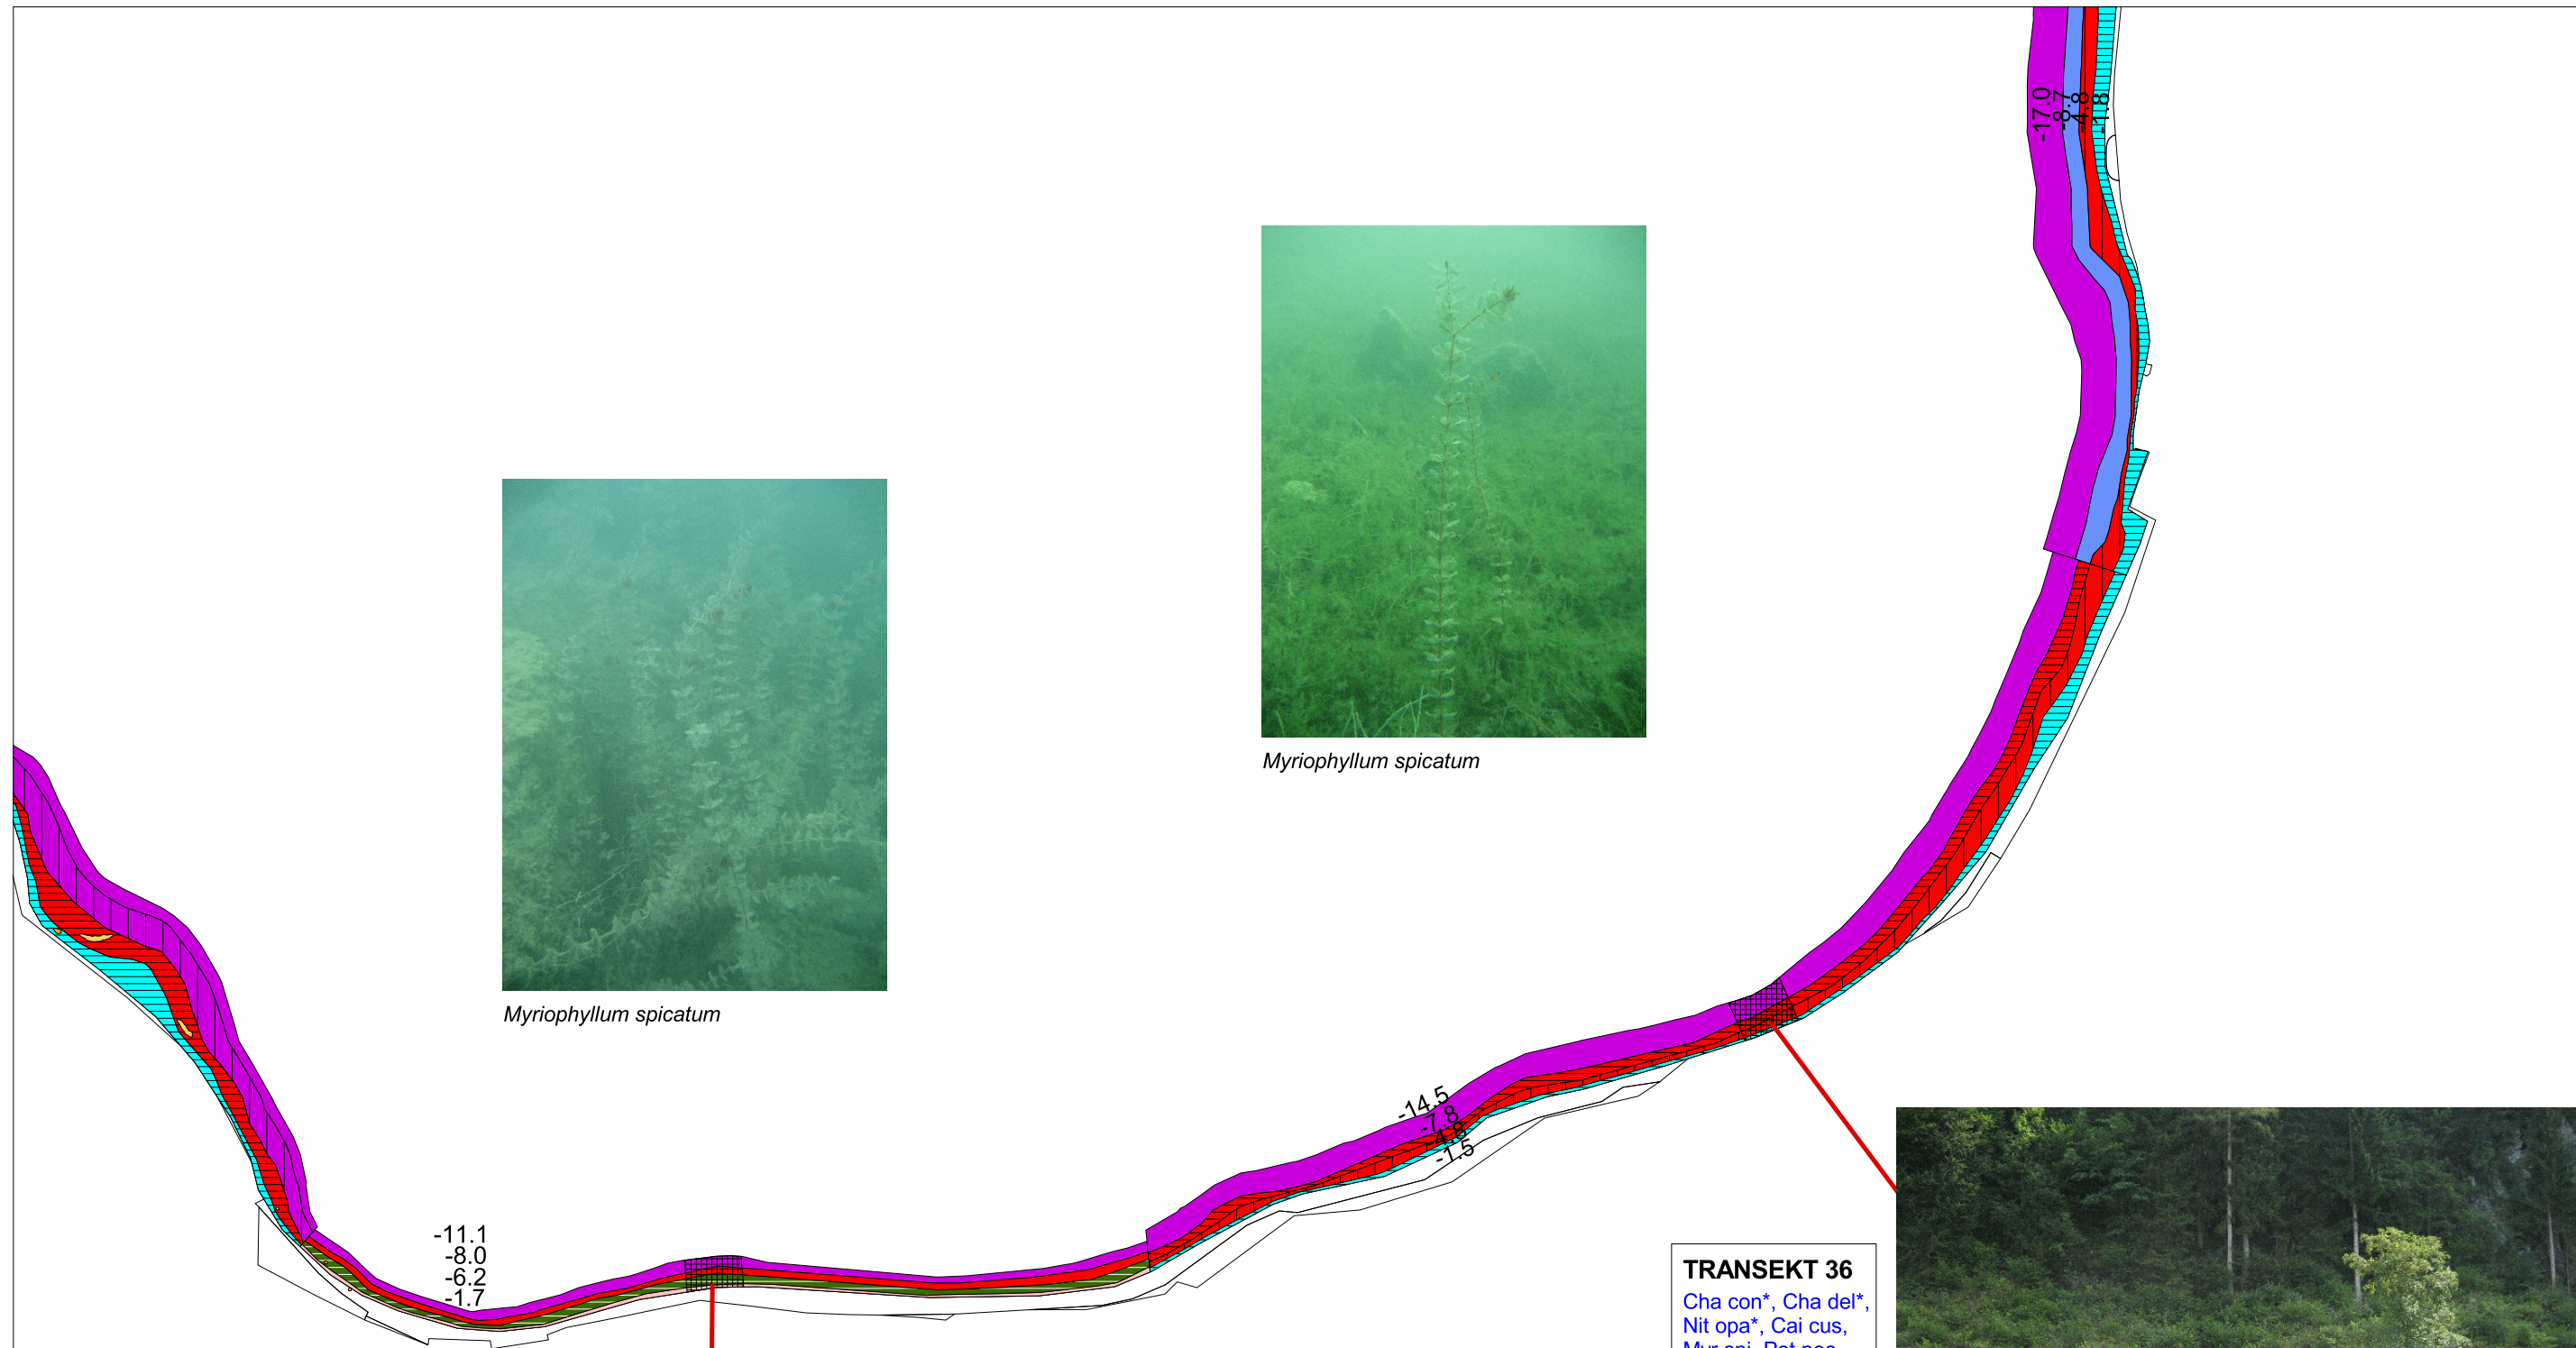 -17.0
-8.7
-4.8
-1.8
Myriophyllum spicatum
Myriophyllum spicatum
-14.5
-7.8
-4.8
-1.5
-11.1
-8.0
-6.2
-1.7
TRANSEKT 36
Cha con*, Cha del*,
Nit opa*, Cai cus,